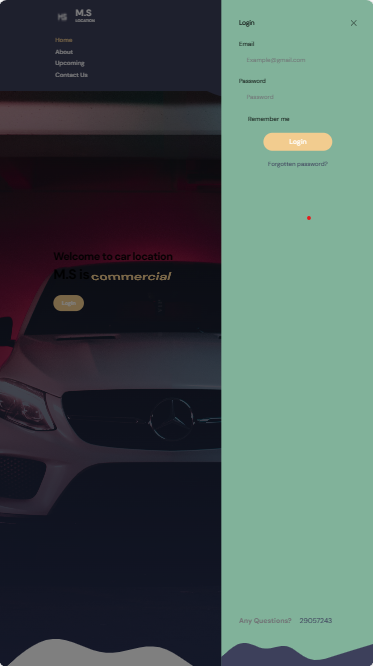 M.S
LOCATION
Home
About
Upcoming
Contact Us
Welcome to car location
M.S is commercial
Login
Login
Email
Example@gmail.com
Password
Password
Remember me
Login
Forgotten password?
Any Questions? 29057243